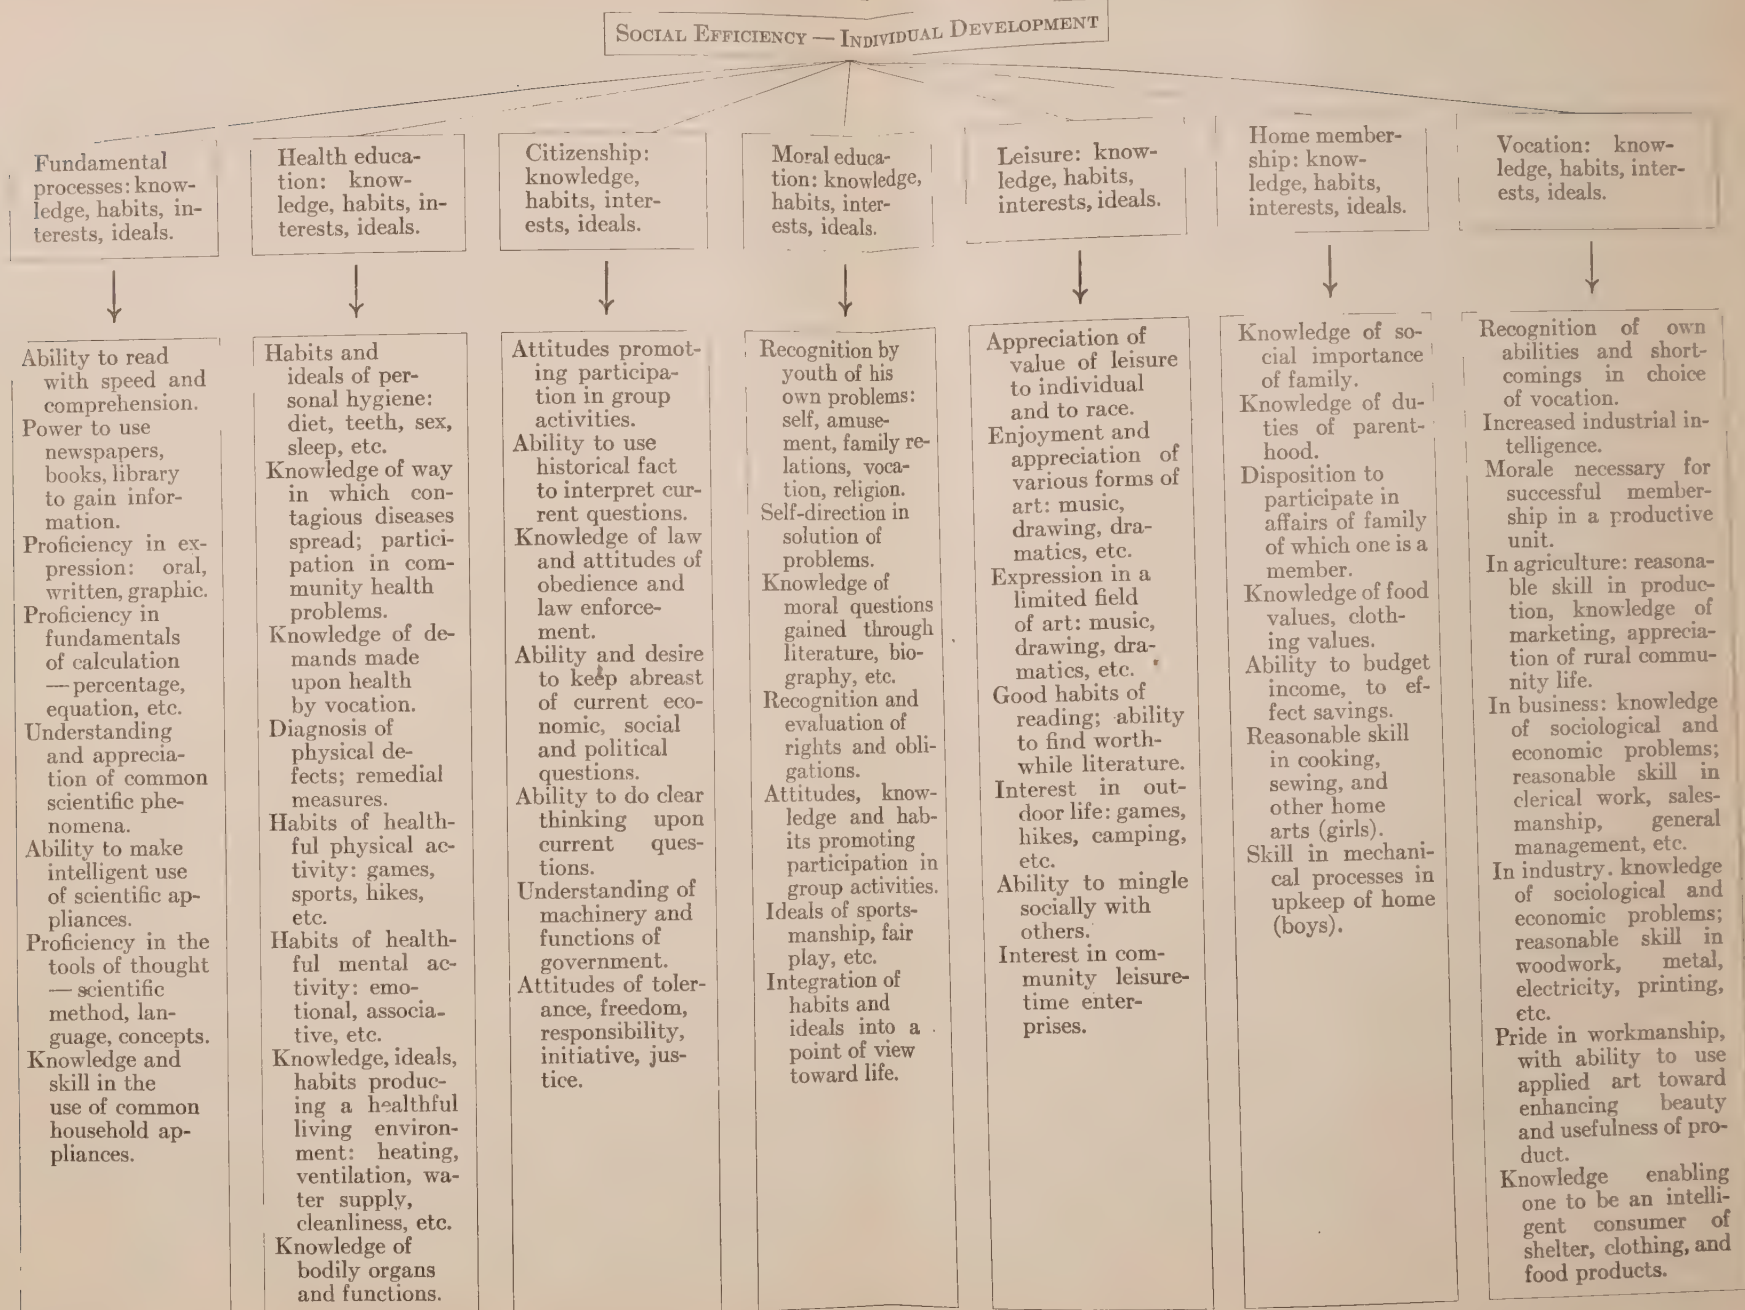 SOCIAL EFFICIENCY — INDIVIDUAL DEVELOPMENT
Fundamental
processes: know-
ledge, habits, in-
terests, ideals.
Health educa-
tion: know-
ledge, habits, in-
terests, ideals.
Citizenship:
knowledge,
habits, inter-
ests, ideals.
Moral educa-
tion: knowledge,
habits, inter-
ests, ideals.
Leisure: know-
ledge, habits,
interests, ideals.
Home member-
ship: know-
ledge, habits,
interests, ideals.
Vocation: know-
ledge, habits, inter-
ests, ideals.
Ability to read
with speed and
comprehension.
Power to use
newspapers,
books, library
to gain infor-
mation.
Proficiency in ex-
pression: oral,
written, graphic.
Proficiency in
fundamentals
of calculation
—percentage,
equation, etc.
Understanding
and apprecia-
tion of common
scientific phe-
nomena.
Ability to make
intelligent use
of scientific ap-
pliances.
Proficiency in the
tools of thought
— scientific
method, lan-
guage, concepts.
Knowledge and
skill in the
use of common
household ap-
pliances.
Habits and
ideals of per-
sonal hygiene:
diet, teeth, sex,
sleep, etc.
Knowledge of way
in which con-
tagious diseases
spread; partici-
pation in com-
munity health
problems.
Knowledge of de-
mands made
upon health
by vocation.
Diagnosis of
physical de-
fects; remedial
measures.
Habits of health-
ful physical ac-
tivity: games,
sports, hikes,
etc.
Habits of health-
ful mental ac-
tivity: emo-
tional, associa-
tive, etc.
Knowledge, ideals,
habits produc-
ing a healthful
living environ-
ment: heating,
ventilation, wa-
ter supply,
cleanliness, etc.
Knowledge of
bodily organs
and functions.
Attitudes promot-
ing participa-
tion in group
activities.
Ability to use
historical fact
to interpret cur-
rent questions.
Knowledge of law
and attitudes of
obedience and
law enforce-
ment.
Ability and desire
to keep abreast
of current eco-
nomic, social
and political
questions.
Ability to do clear
thinking upon
current ques-
tions.
Understanding of
machinery and
functions of
government.
Attitudes of toler-
ance, freedom,
responsibility,
initiative, jus-
tice.
Recognition by
youth of his
own problems:
self, amuse-
ment, family re-
lations, voca-
tion, religion.
Self-direction in
solution of
problems.
Knowledge of
moral questions
gained through
literature, bio-
graphy, etc.
Recognition and
evaluation of
rights and obli-
gations.
Attitudes, know-
ledge and hab-
its promoting
participation in
group activities.
Ideals of sports-
manship, fair
play, etc.
Integration of
habits and
ideals into a
point of view
toward life.
Appreciation of
value of leisure
to individual
and to race.
Enjoyment and
appreciation of
various forms of
art: music,
drawing, dra-
matics, etc.
Expression in a
limited field
of art: music,
drawing, dra-
matics, etc.
Good habits of
reading; ability
to find worth-
while literature.
Interest in out-
door life: games,
hikes, camping,
etc.
Ability to mingle
socially with
others.
Interest in com-
munity leisure-
time enter-
prises.
Knowledge of so-
cial importance
of family.
Knowledge of du-
ties of parent-
hood.
Disposition to
participate in
affairs of family
of which one is a
member.
Knowledge of food
values, cloth-
ing values.
Ability to budget
income, to ef-
fect savings.
Reasonable skill
in cooking,
sewing, and
other home
arts (girls).
Skill in mechani-
cal processes in
upkeep of home
(boys).
Recognition of own
abilities and short-
comings in choice
of vocation.
Increased industrial in-
telligence.
Morale necessary for
successful member-
ship in a productive
unit.
In agriculture: reasona-
ble skill in produc-
tion, knowledge of
marketing, apprecia-
tion of rural commu-
nity life.
In business: knowledge
of sociological and
economic problems;
reasonable skill in
clerical work, sales-
manship, general
management, etc.
In industry. knowledge
of sociological and
economic problems;
reasonable skill in
woodwork, metal,
electricity, printing,
etc.
Pride in workmanship,
with ability to use
applied art toward
enhancing beauty
and usefulness of pro-
duct.
Knowledge enabling
one to be an intelli-
gent consumer of
shelter, clothing, and
food products.